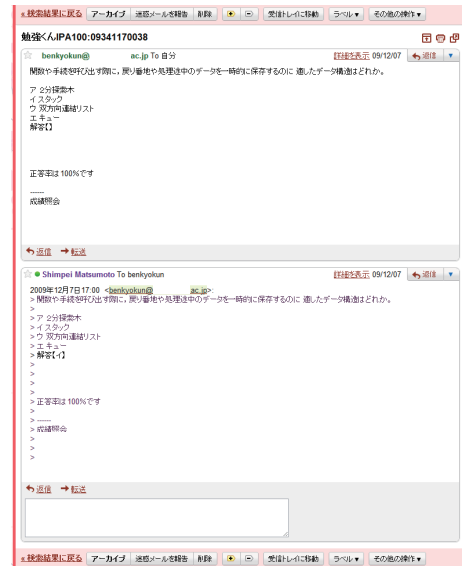 « 検索結果に戻る アーカイブ 迷惑メールを報告 削除 受信トレイに移動 ラベル▼ その他の操作▼
勉強くんIPA100:09341170038
benkyokun@ ac.jp To 自分 詳細を表示 09/12/07 返信 ▼
関数や手続を呼び出す際に，戻り番地や処理途中のデータを一時的に保存するのに 適したデータ構造はどれか。
ア 2分探索木
イ スタック
ウ 双方向連結リスト
エ キュー
解答【】
正答率は100%です
------
成績照会
返信 転送
Shimpei Matsumoto To benkyokun 詳細を表示 09/12/07 返信 ▼
2009年12月7日17:00 <benkyokun@ ac.jp>:
> 関数や手続を呼び出す際に，戻り番地や処理途中のデータを一時的に保存するのに 適したデータ構造はどれか。
>
> ア 2分探索木
> イ スタック
> ウ 双方向連結リスト
> エ キュー
> 解答【イ】
>
>
>
>
> 正答率は100%です
>
> ------
> 成績照会
>
>
>
返信 転送
« 検索結果に戻る アーカイブ 迷惑メールを報告 削除 受信トレイに移動 ラベル▼ その他の操作▼